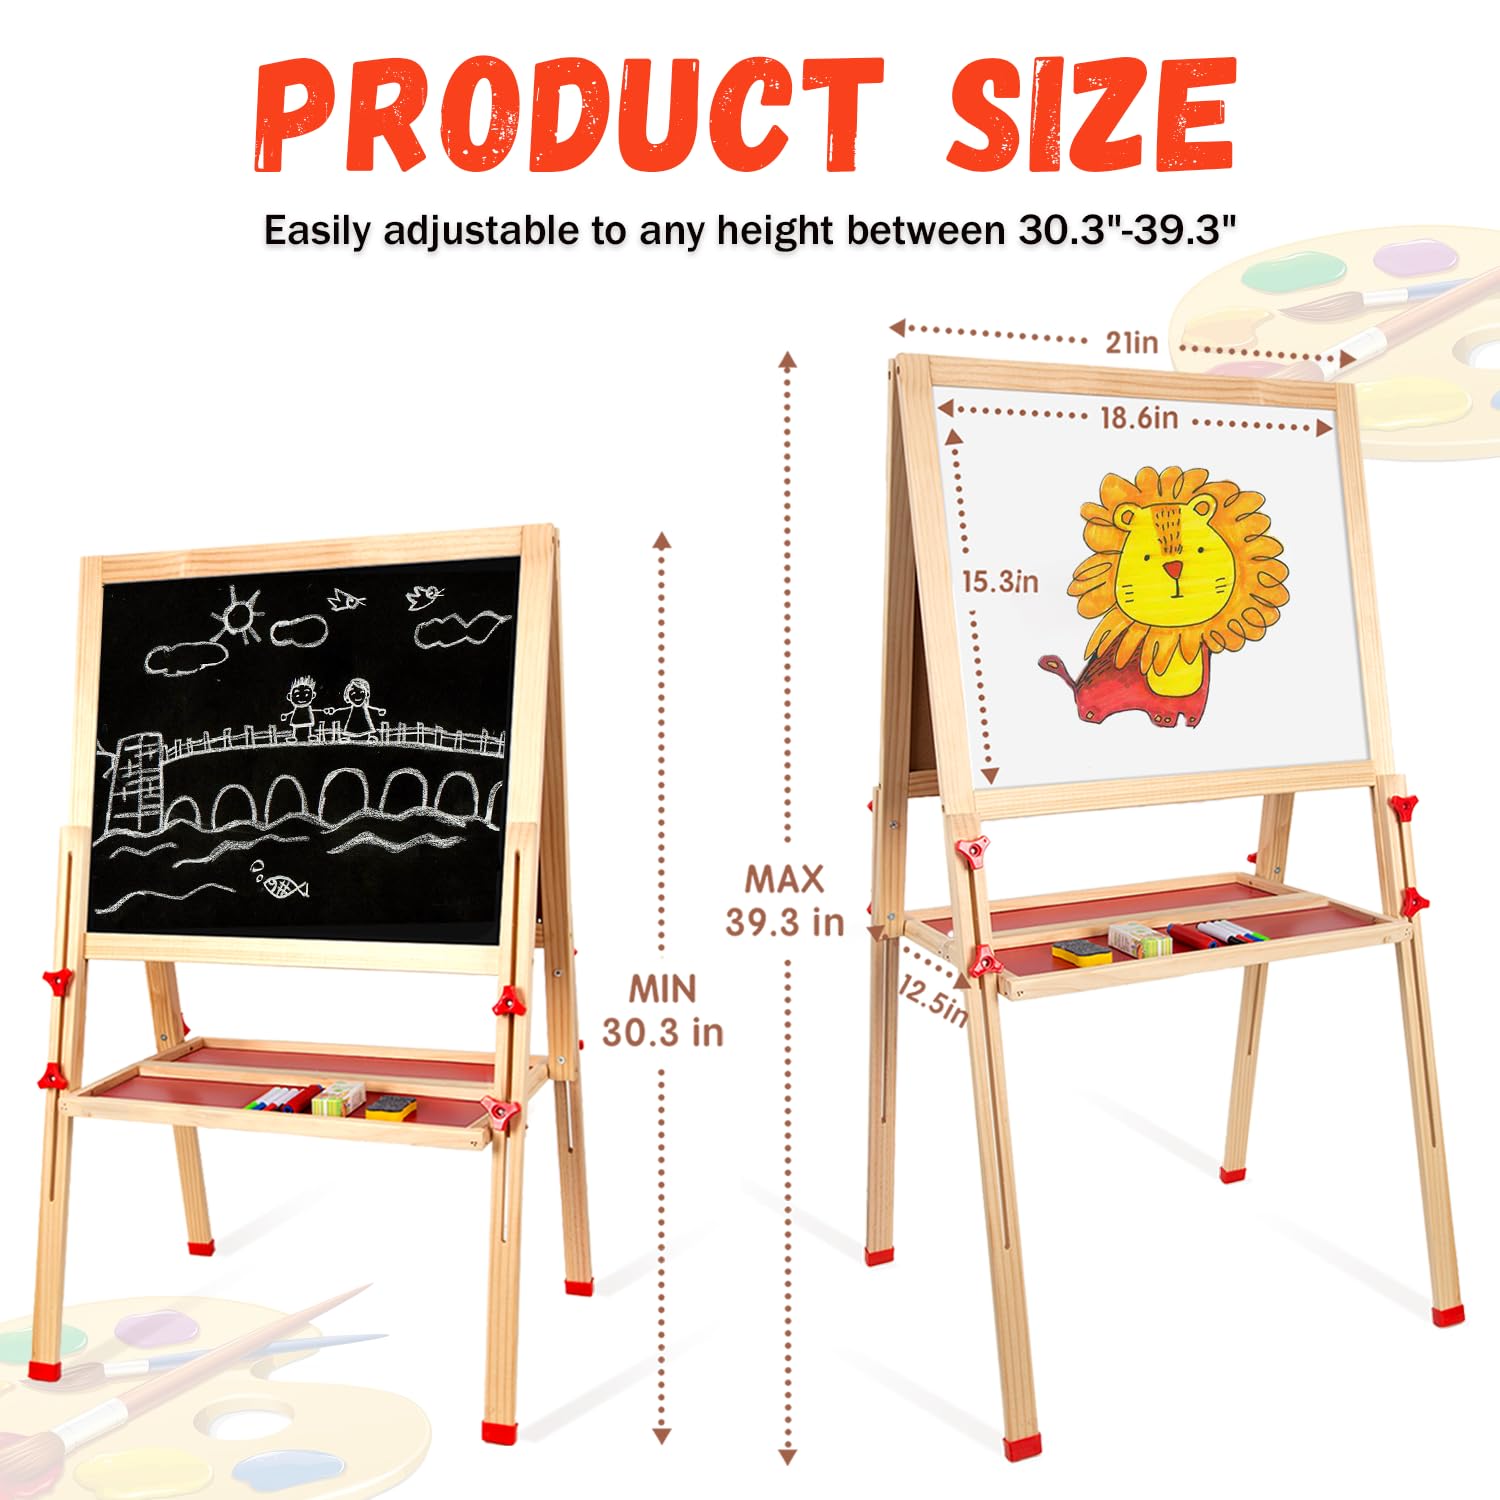 PRODUCT SIZE
Easily adjustable to any height between 30.3"-39.3"
21in
18.6in
15.3in
MAX
39.3 in
12.5in
MIN
30.3 in